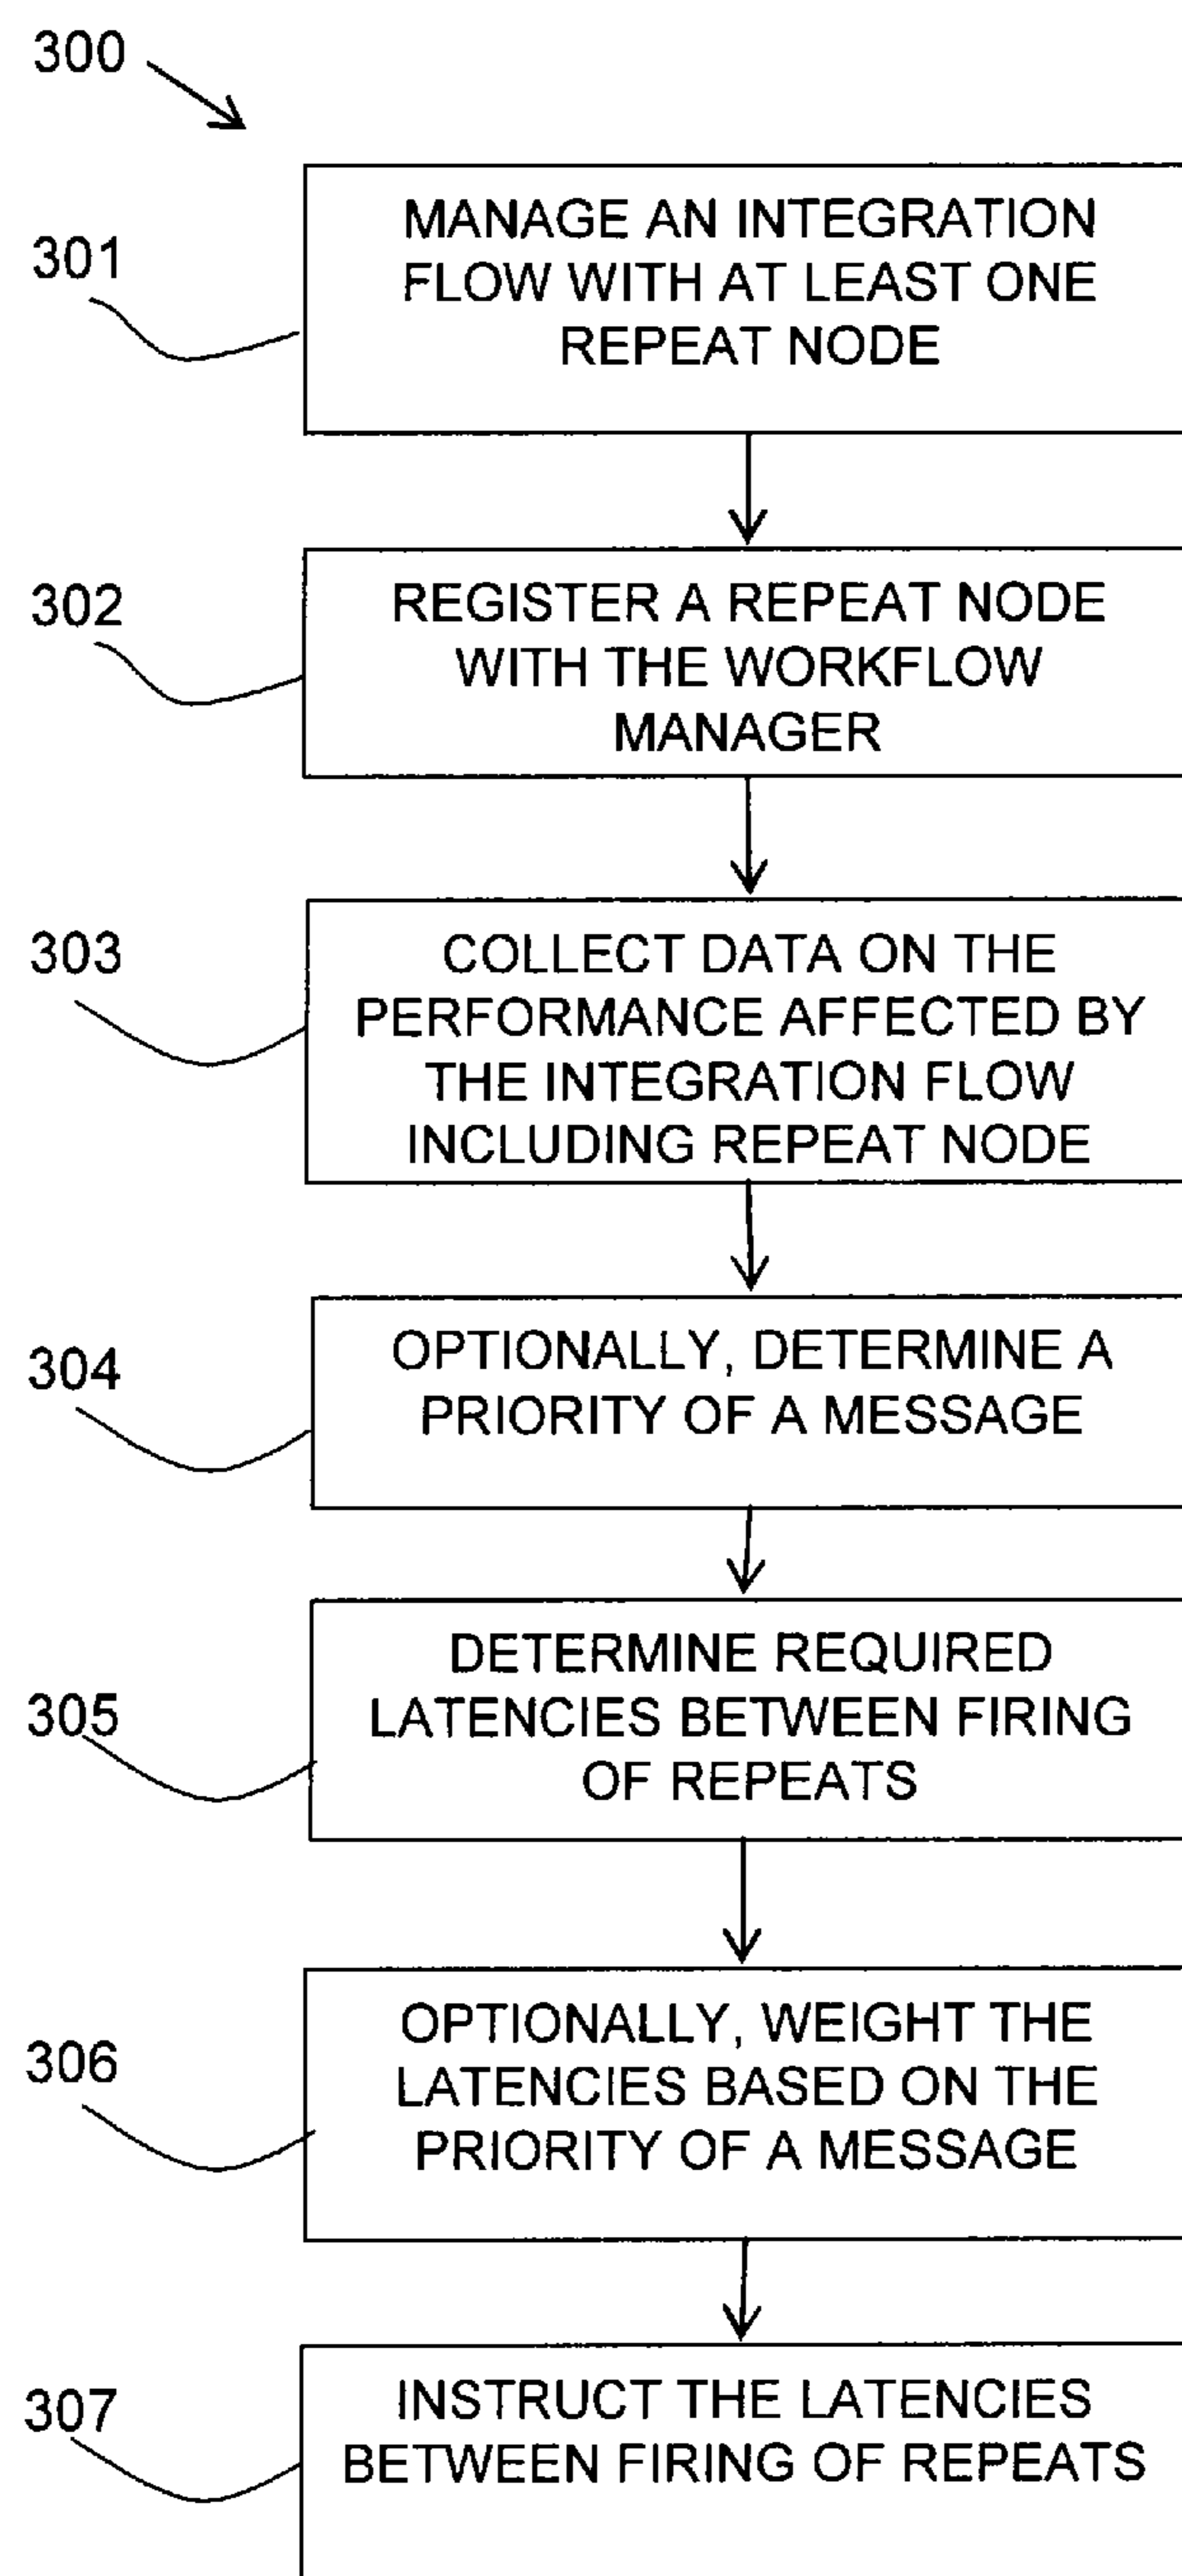 300
301
MANAGE AN INTEGRATION
FLOW WITH AT LEAST ONE
REPEAT NODE
302
REGISTER A REPEAT NODE
WITH THE WORKFLOW
MANAGER
303
COLLECT DATA ON THE
PERFORMANCE AFFECTED BY
THE INTEGRATION FLOW
INCLUDING REPEAT NODE
304
OPTIONALLY, DETERMINE A
PRIORITY OF A MESSAGE
305
DETERMINE REQUIRED
LATENCIES BETWEEN FIRING
OF REPEATS
306
OPTIONALLY, WEIGHT THE
LATENCIES BASED ON THE
PRIORITY OF A MESSAGE
307
INSTRUCT THE LATENCIES
BETWEEN FIRING OF REPEATS